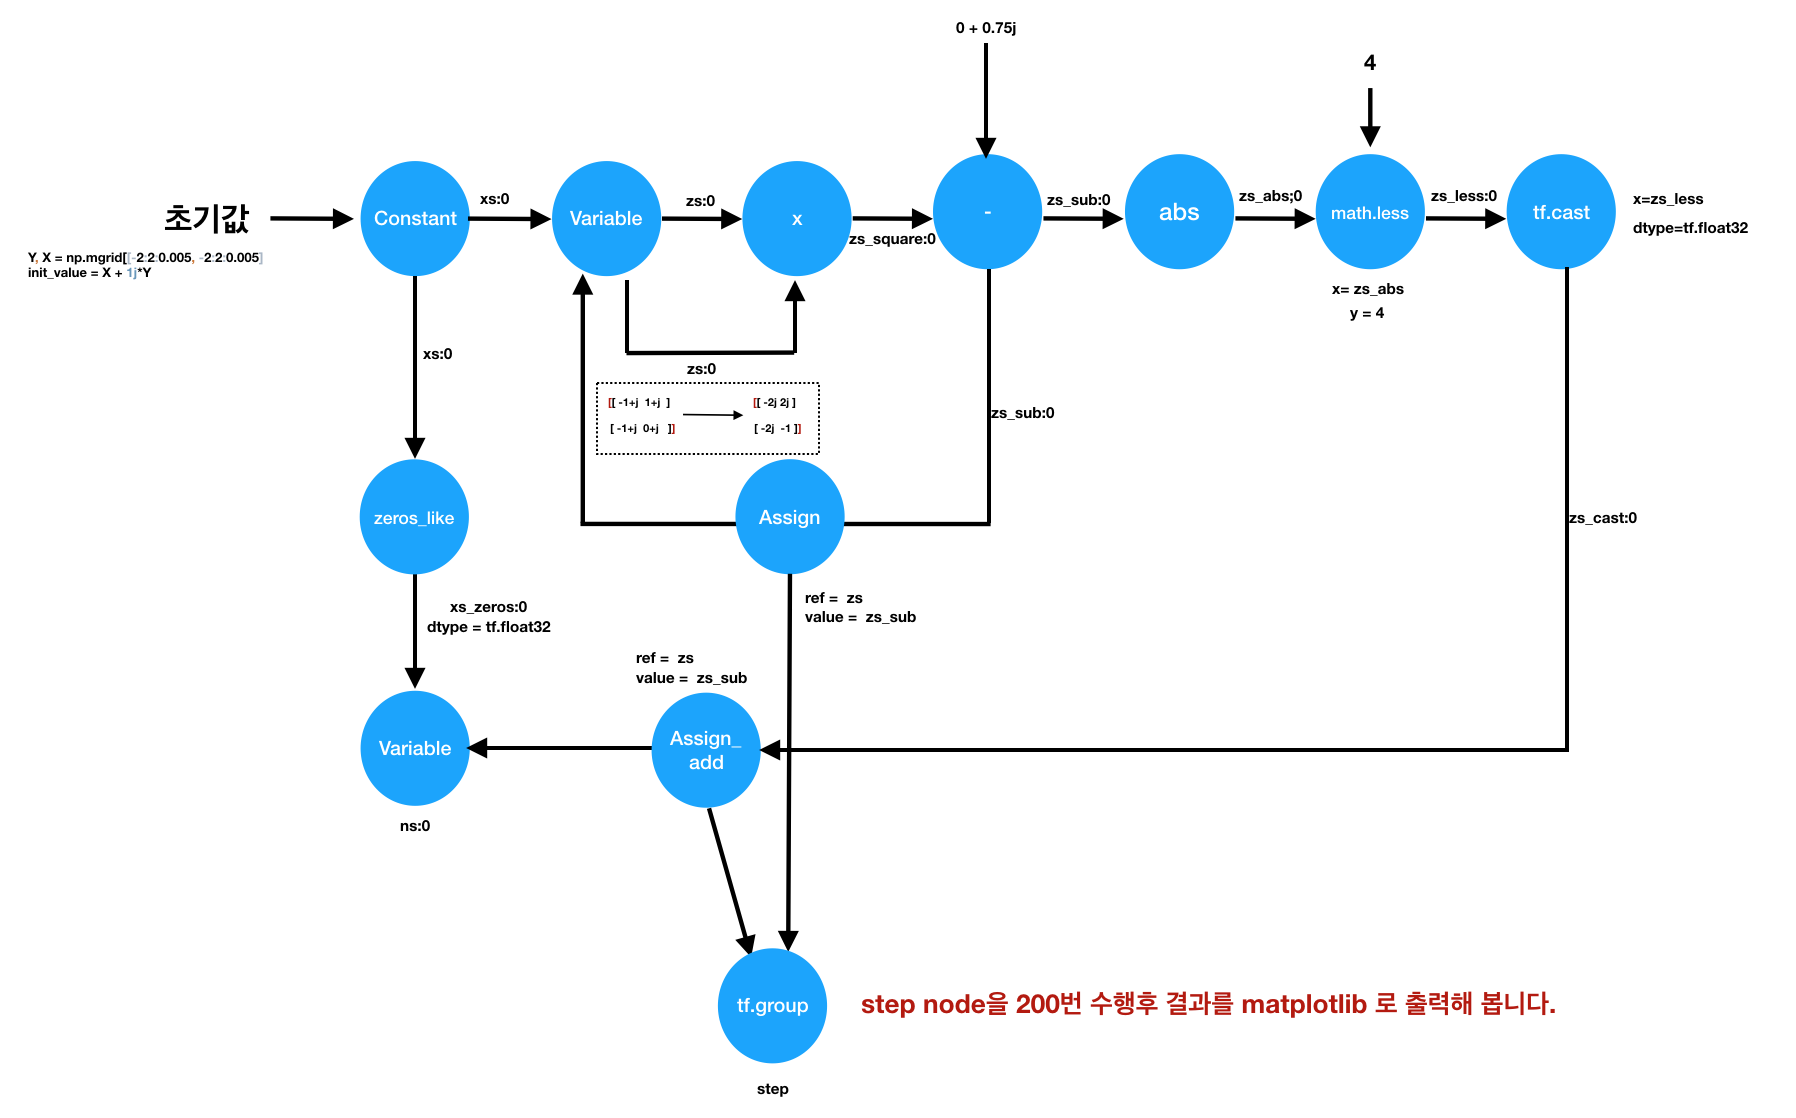 0 + 0.75j
4
초기값
Y, X = np.mgrid[[-2:2:0.005, -2:2:0.005]
init_value = X + 1j*Y
Constant
xs:0
Variable
zs:0
x
zs_square:0
-
zs_sub:0
abs
zs_abs;0
math.less
zs_less:0
tf.cast
x=zs_less
dtype=tf.float32
x= zs_abs
y = 4
xs:0
zs:0
[[ -1+j 1+j ]
[ -1+j 0+j ]]
[[ -2j 2j ]
[ -2j -1 ]]
zs_sub:0
zeros_like
Assign
zs_cast:0
xs_zeros:0
dtype = tf.float32
ref = zs
value = zs_sub
ref = zs
value = zs_sub
Variable
Assign_
add
ns:0
tf.group
step node을 200번 수행후 결과를 matplotlib 로 출력해 봅니다.
step